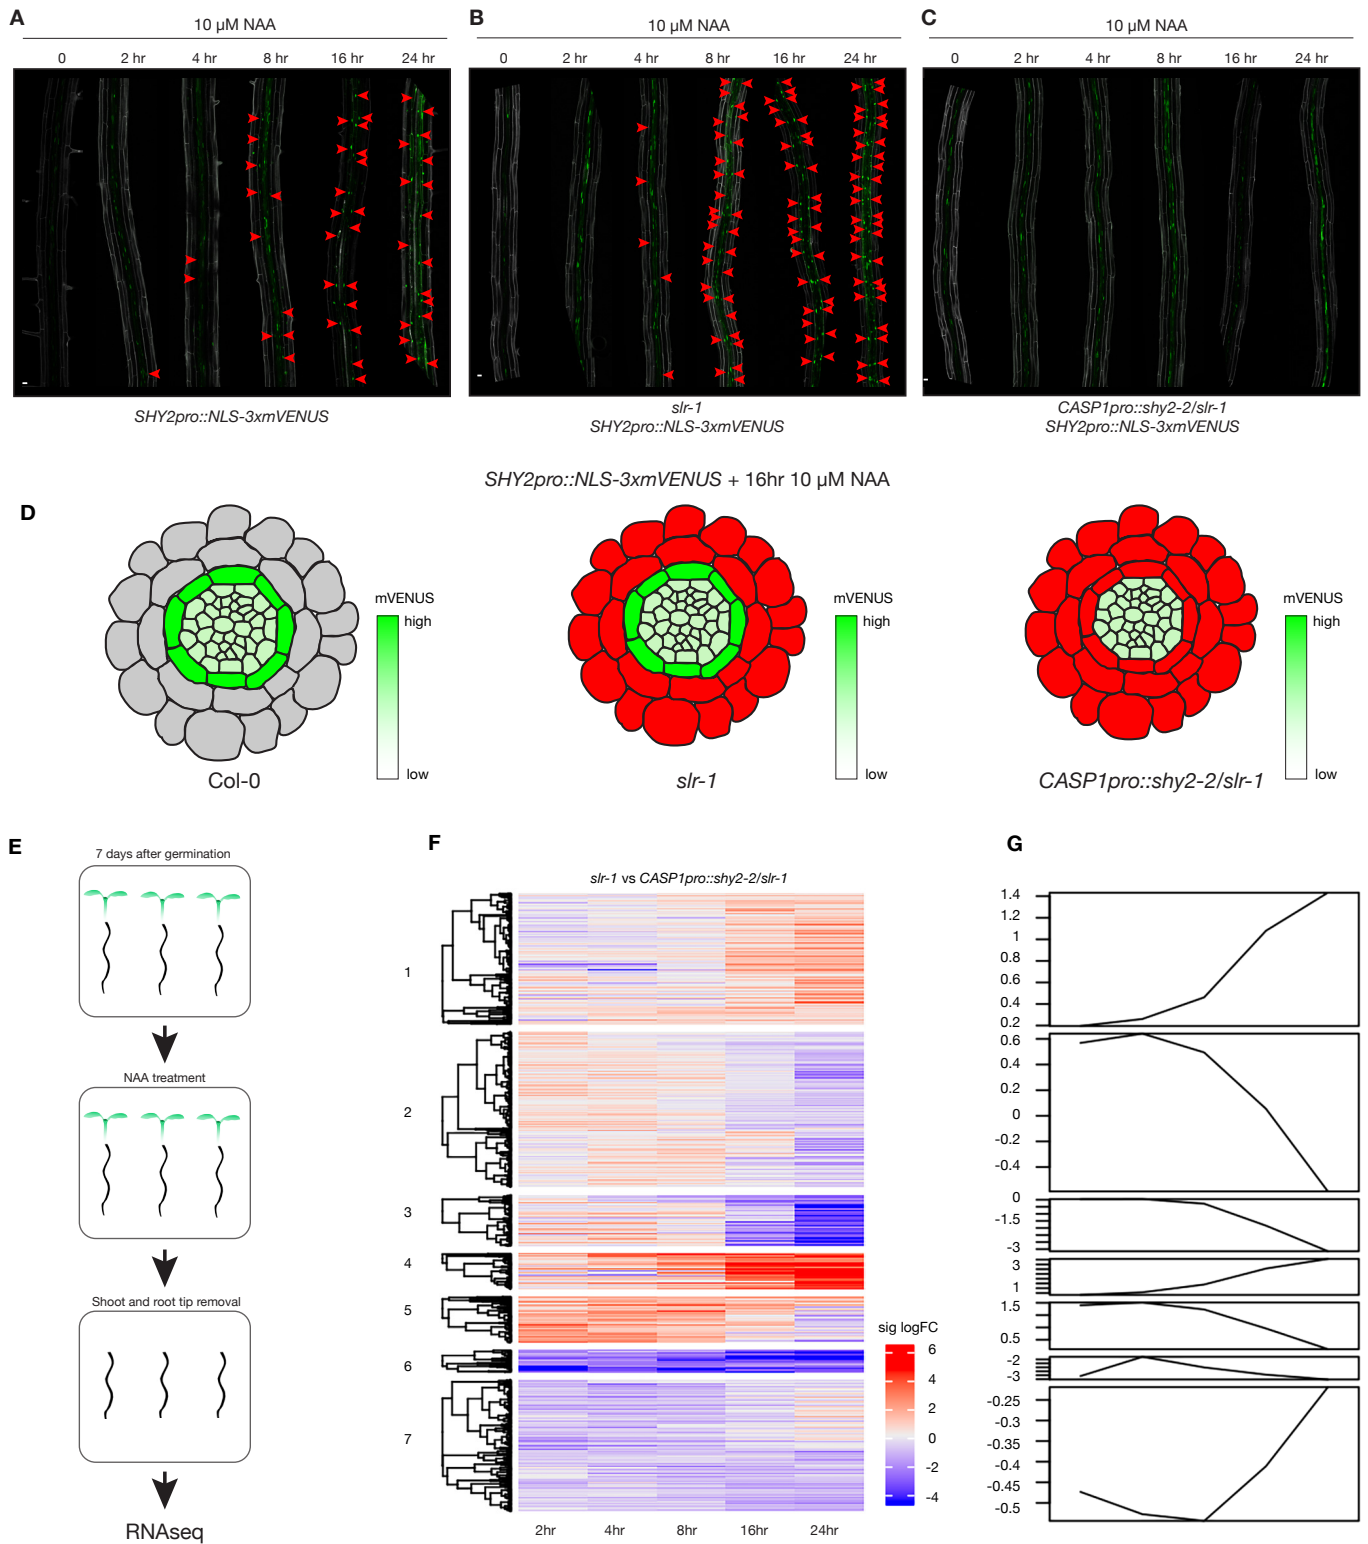 A
10 µM NAA
0 2 hr 4 hr 8 hr 16 hr 24 hr
SHY2pro::NLS-3xmVENUS
B
10 µM NAA
0 2 hr 4 hr 8 hr 16 hr 24 hr
slr-1
SHY2pro::NLS-3xmVENUS
C
10 µM NAA
0 2 hr 4 hr 8 hr 16 hr 24 hr
CASP1pro::shy2-2/slr-1
SHY2pro::NLS-3xmVENUS
SHY2pro::NLS-3xmVENUS + 16hr 10 µM NAA
D
mVENUS
high
low
Col-0
mVENUS
high
low
slr-1
mVENUS
high
low
CASP1pro::shy2-2/slr-1
E
7 days after germination
NAA treatment
Shoot and root tip removal
RNAseq
F
slr-1 vs CASP1pro::shy2-2/slr-1
1
2
3
4
5
6
7
2hr 4hr 8hr 16hr 24hr
sig logFC
6
4
2
0
-2
-4
G
1.4
1.2
1
0.8
0.6
0.4
0.2
0.6
0.4
0.2
0
-0.2
-0.4
0
-1.5
-3
3
1
1.5
0.5
-2
-3
-0.25
-0.3
-0.35
-0.4
-0.45
-0.5